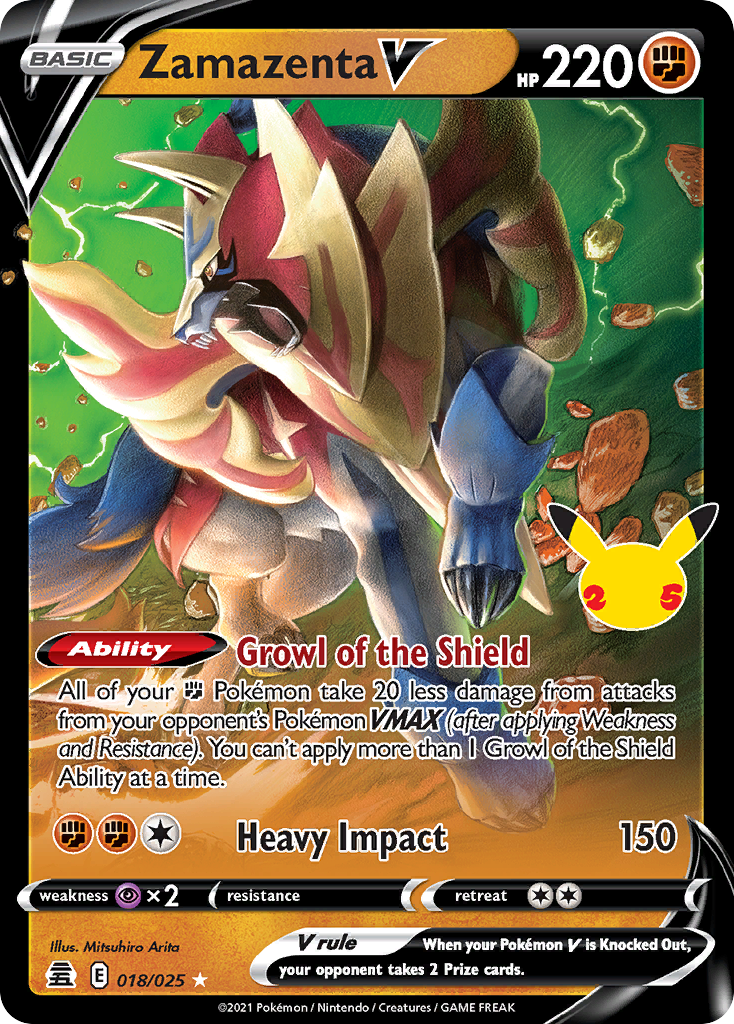 BASIC Zamazenta V HP 220
25
Ability Growl of the Shield
All of your Pokémon take 20 less damage from attacks
from your opponent's Pokémon VMAX (after applying Weakness
and Resistance). You can't apply more than 1 Growl of the Shield
Ability at a time.
Heavy Impact 150
weakness ×2 resistance retreat
Illus. Mitsuhiro Arita
V rule When your Pokémon V is Knocked Out,
your opponent takes 2 Prize cards.
E 018/025 ★
©2021 Pokémon / Nintendo / Creatures / GAME FREAK